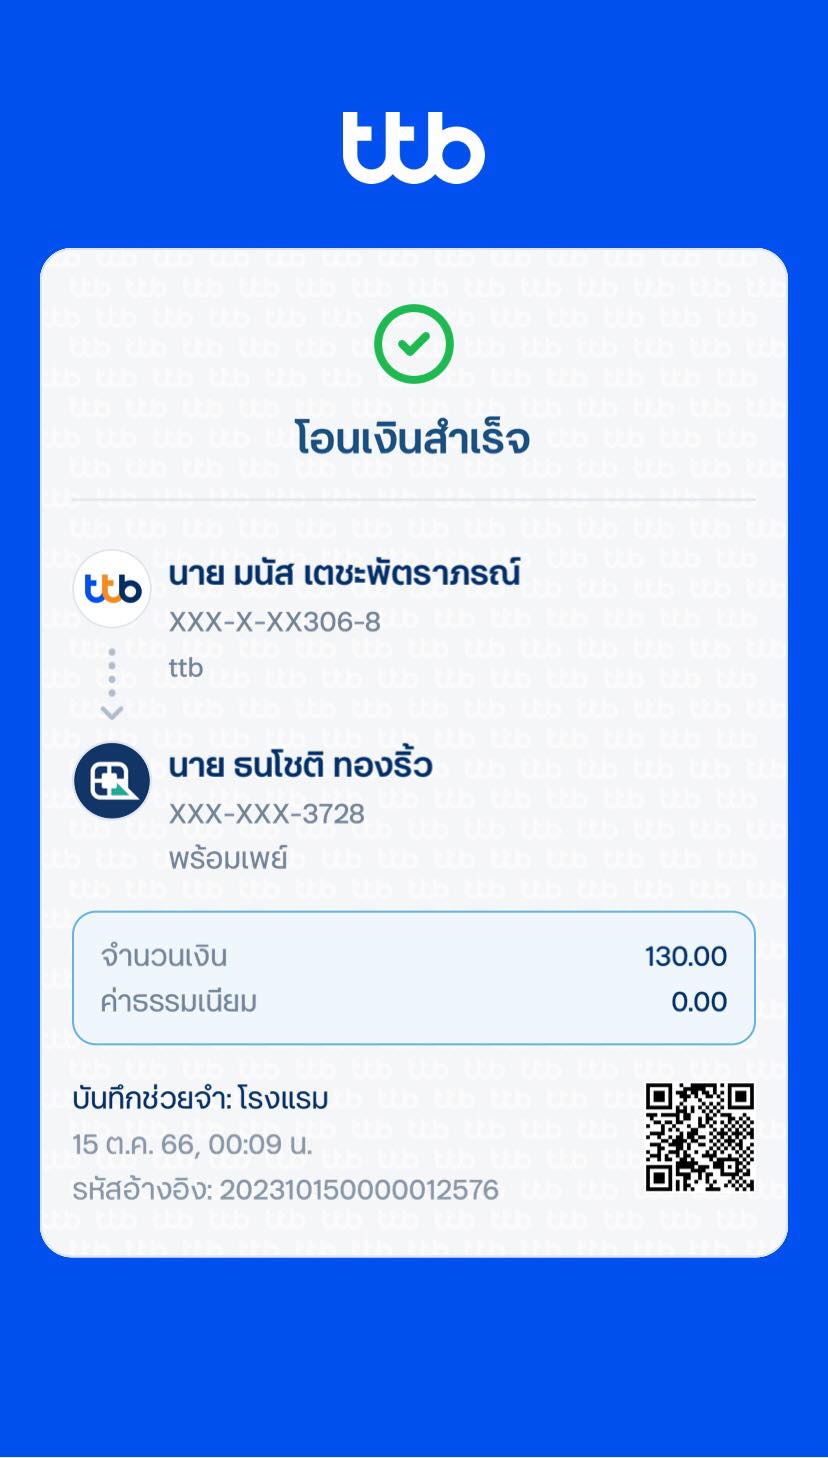 ttb
โอนเงินสำเร็จ
ttb
นาย มนัส เตชะพัตราภรณ์
XXX-X-XX306-8
ttb
นาย ธนโชติ ทองริ้ว
XXX-XXX-3728
พร้อมเพย์
จำนวนเงิน 130.00
ค่าธรรมเนียม 0.00
บันทึกช่วยจำ: โรงแรม
15 ต.ค. 66, 00:09 น.
รหัสอ้างอิง: 202310150000012576